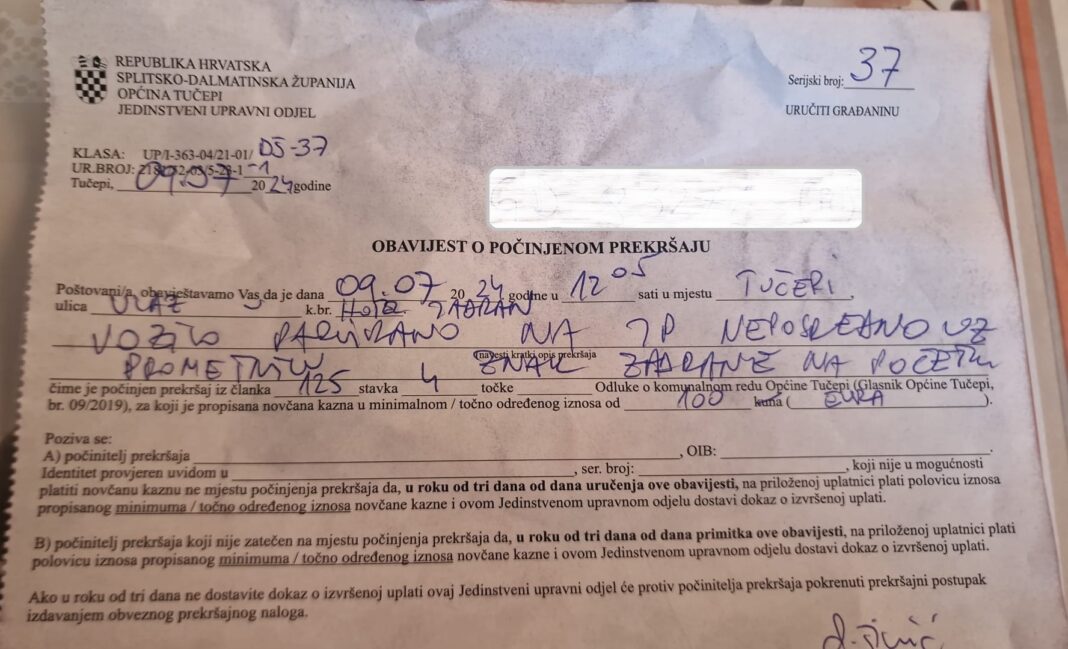 REPUBLIKA HRVATSKA
SPLITSKO-DALMATINSKA ŽUPANIJA
OPĆINA TUČEPI
JEDINSTVENI UPRAVNI ODJEL
Serijski broj: 37
URUČITI GRAĐANINU
KLASA: UP/I-363-04/21-01/ DŠ-37
UR.BROJ:
Tučepi, 09.07 2024 godine
OBAVIJEST O POČINJENOM PREKRŠAJU
Poštovani/a, obavještavamo Vas da je dana 09.07 2024 godine u 12 05 sati u mjestu TUČEPI,
ulica ULAZ U k.br. HOTEL JADRAN
VOZILO PARKIRANO NA JP NEPOSREDNO UZ
(navesti kratki opis prekršaja
PROMETNI ZNAK ZABRANE NA POČETKU
čime je počinjen prekršaj iz članka 125 stavka 4 točke Odluke o komunalnom redu Općine Tučepi (Glasnik Općine Tučepi,
br. 09/2019), za koji je propisana novčana kazna u minimalnom / točno određenog iznosa od 100 kuna ( EURA ).
Poziva se:
A) počinitelj prekršaja , OIB: .
Identitet provjeren uvidom u , ser. broj: , koji nije u mogućnosti
platiti novčanu kaznu ne mjestu počinjenja prekršaja da, u roku od tri dana od dana uručenja ove obavijesti, na priloženoj uplatnici plati polovicu iznosa
propisanog minimuma / točno određenog iznosa novčane kazne i ovom Jedinstvenom upravnom odjelu dostavi dokaz o izvršenoj uplati.
B) počinitelj prekršaja koji nije zatečen na mjestu počinjenja prekršaja da, u roku od tri dana od dana primitka ove obavijesti, na priloženoj uplatnici plati
polovicu iznosa propisanog minimuma / točno određenog iznosa novčane kazne i ovom Jedinstvenom upravnom odjelu dostavi dokaz o izvršenoj uplati.
Ako u roku od tri dana ne dostavite dokaz o izvršenoj uplati ovaj Jedinstveni upravni odjel će protiv počinitelja prekršaja pokrenuti prekršajni postupak
izdavanjem obveznog prekršajnog naloga.